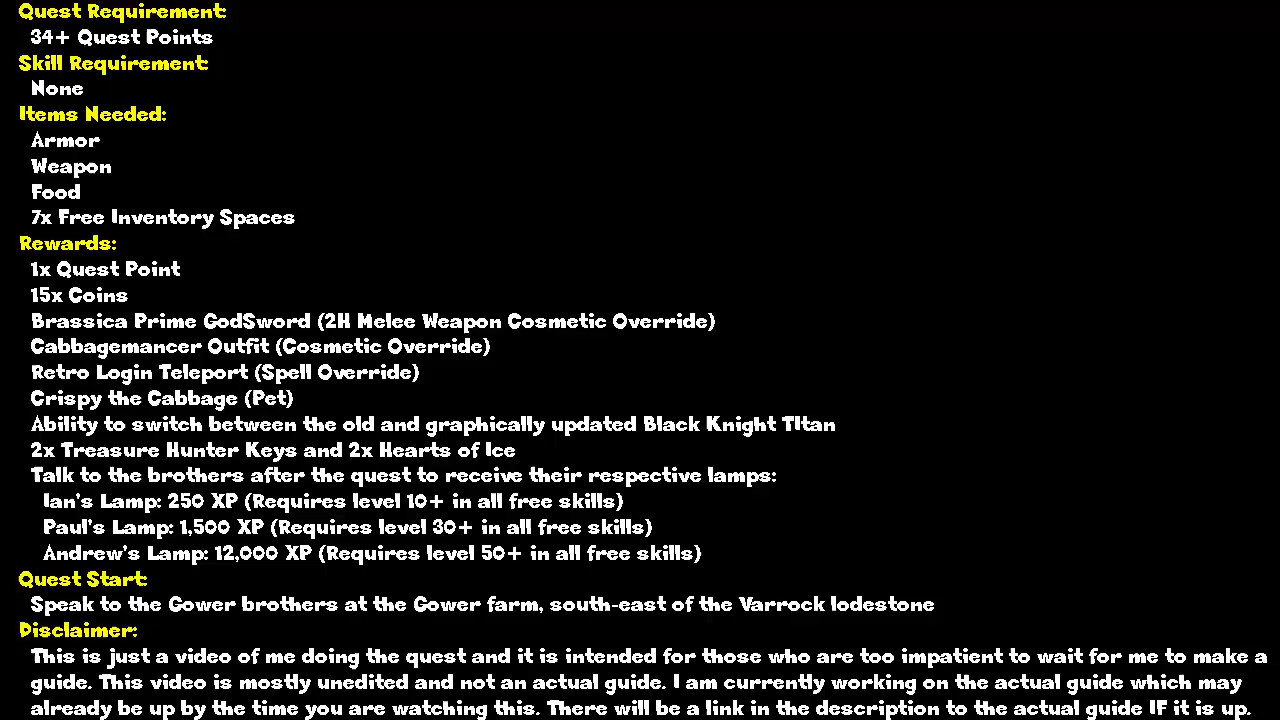 Quest Requirement:
34+ Quest Points
Skill Requirement:
None
Items Needed:
Armor
Weapon
Food
7x Free Inventory Spaces
Rewards:
1x Quest Point
15x Coins
Brassica Prime GodSword (2H Melee Weapon Cosmetic Override)
Cabbagemancer Outfit (Cosmetic Override)
Retro Login Teleport (Spell Override)
Crispy the Cabbage (Pet)
Ability to switch between the old and graphically updated Black Knight TItan
2x Treasure Hunter Keys and 2x Hearts of Ice
Talk to the brothers after the quest to receive their respective lamps:
Ian's Lamp: 250 XP (Requires level 10+ in all free skills)
Paul's Lamp: 1,500 XP (Requires level 30+ in all free skills)
Andrew's Lamp: 12,000 XP (Requires level 50+ in all free skills)
Quest Start:
Speak to the Gower brothers at the Gower farm, south-east of the Varrock lodestone
Disclaimer:
This is just a video of me doing the quest and it is intended for those who are too impatient to wait for me to make a
guide. This video is mostly unedited and not an actual guide. I am currently working on the actual guide which may
already be up by the time you are watching this. There will be a link in the description to the actual guide IF it is up.